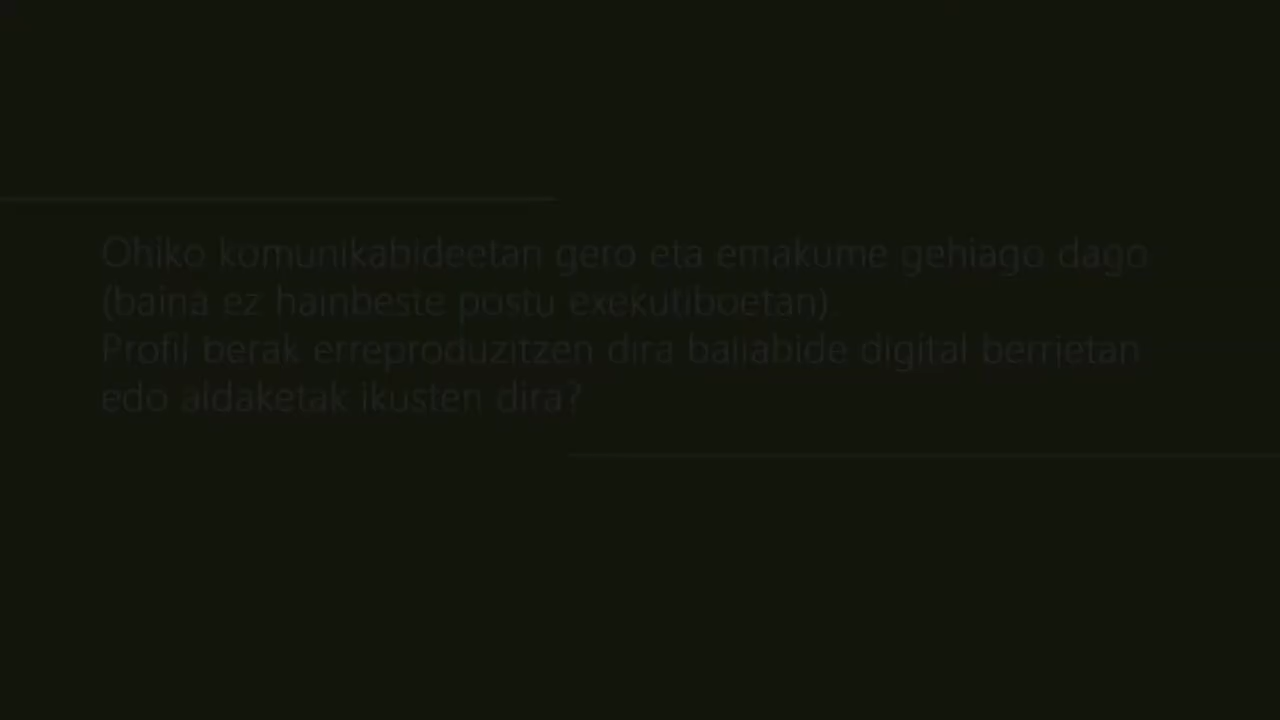 Ohiko komunikabideetan gero eta emakume gehiago dago
(baina ez hainbeste postu exekutiboetan)
Profil berak erreproduzitzen dira baliabide digital berrietan
edo aldaketak ikusten dira?